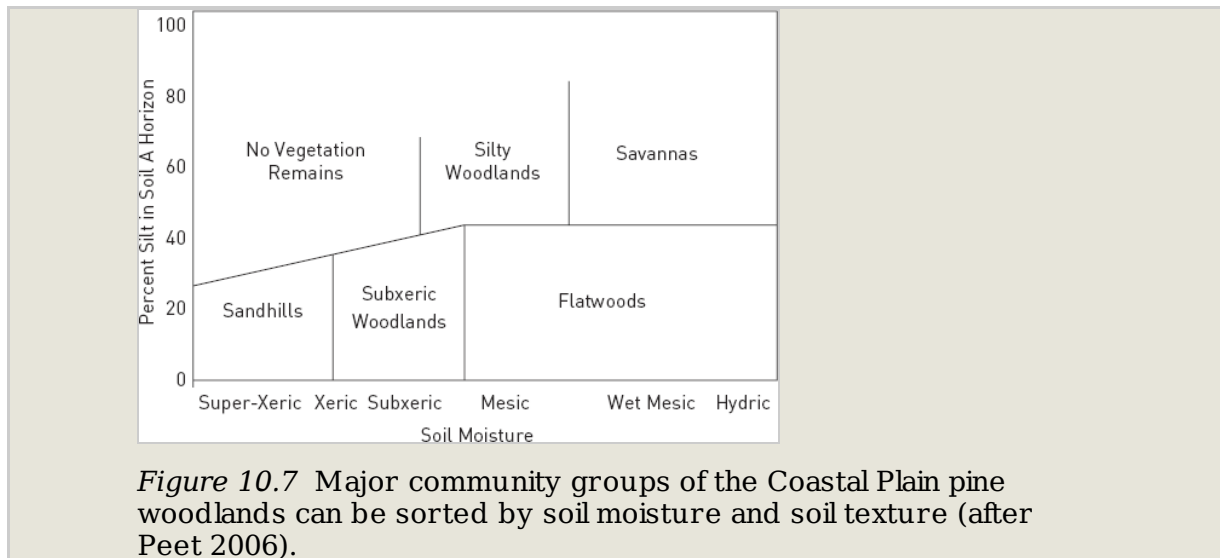 100
80
60
40
20
0
Percent Silt in Soil A Horizon
No Vegetation
Remains
Silty
Woodlands
Savannas
Sandhills
Subxeric
Woodlands
Flatwoods
Super-Xeric Xeric Subxeric Mesic Wet Mesic Hydric
Soil Moisture
Figure 10.7 Major community groups of the Coastal Plain pine
woodlands can be sorted by soil moisture and soil texture (after
Peet 2006).